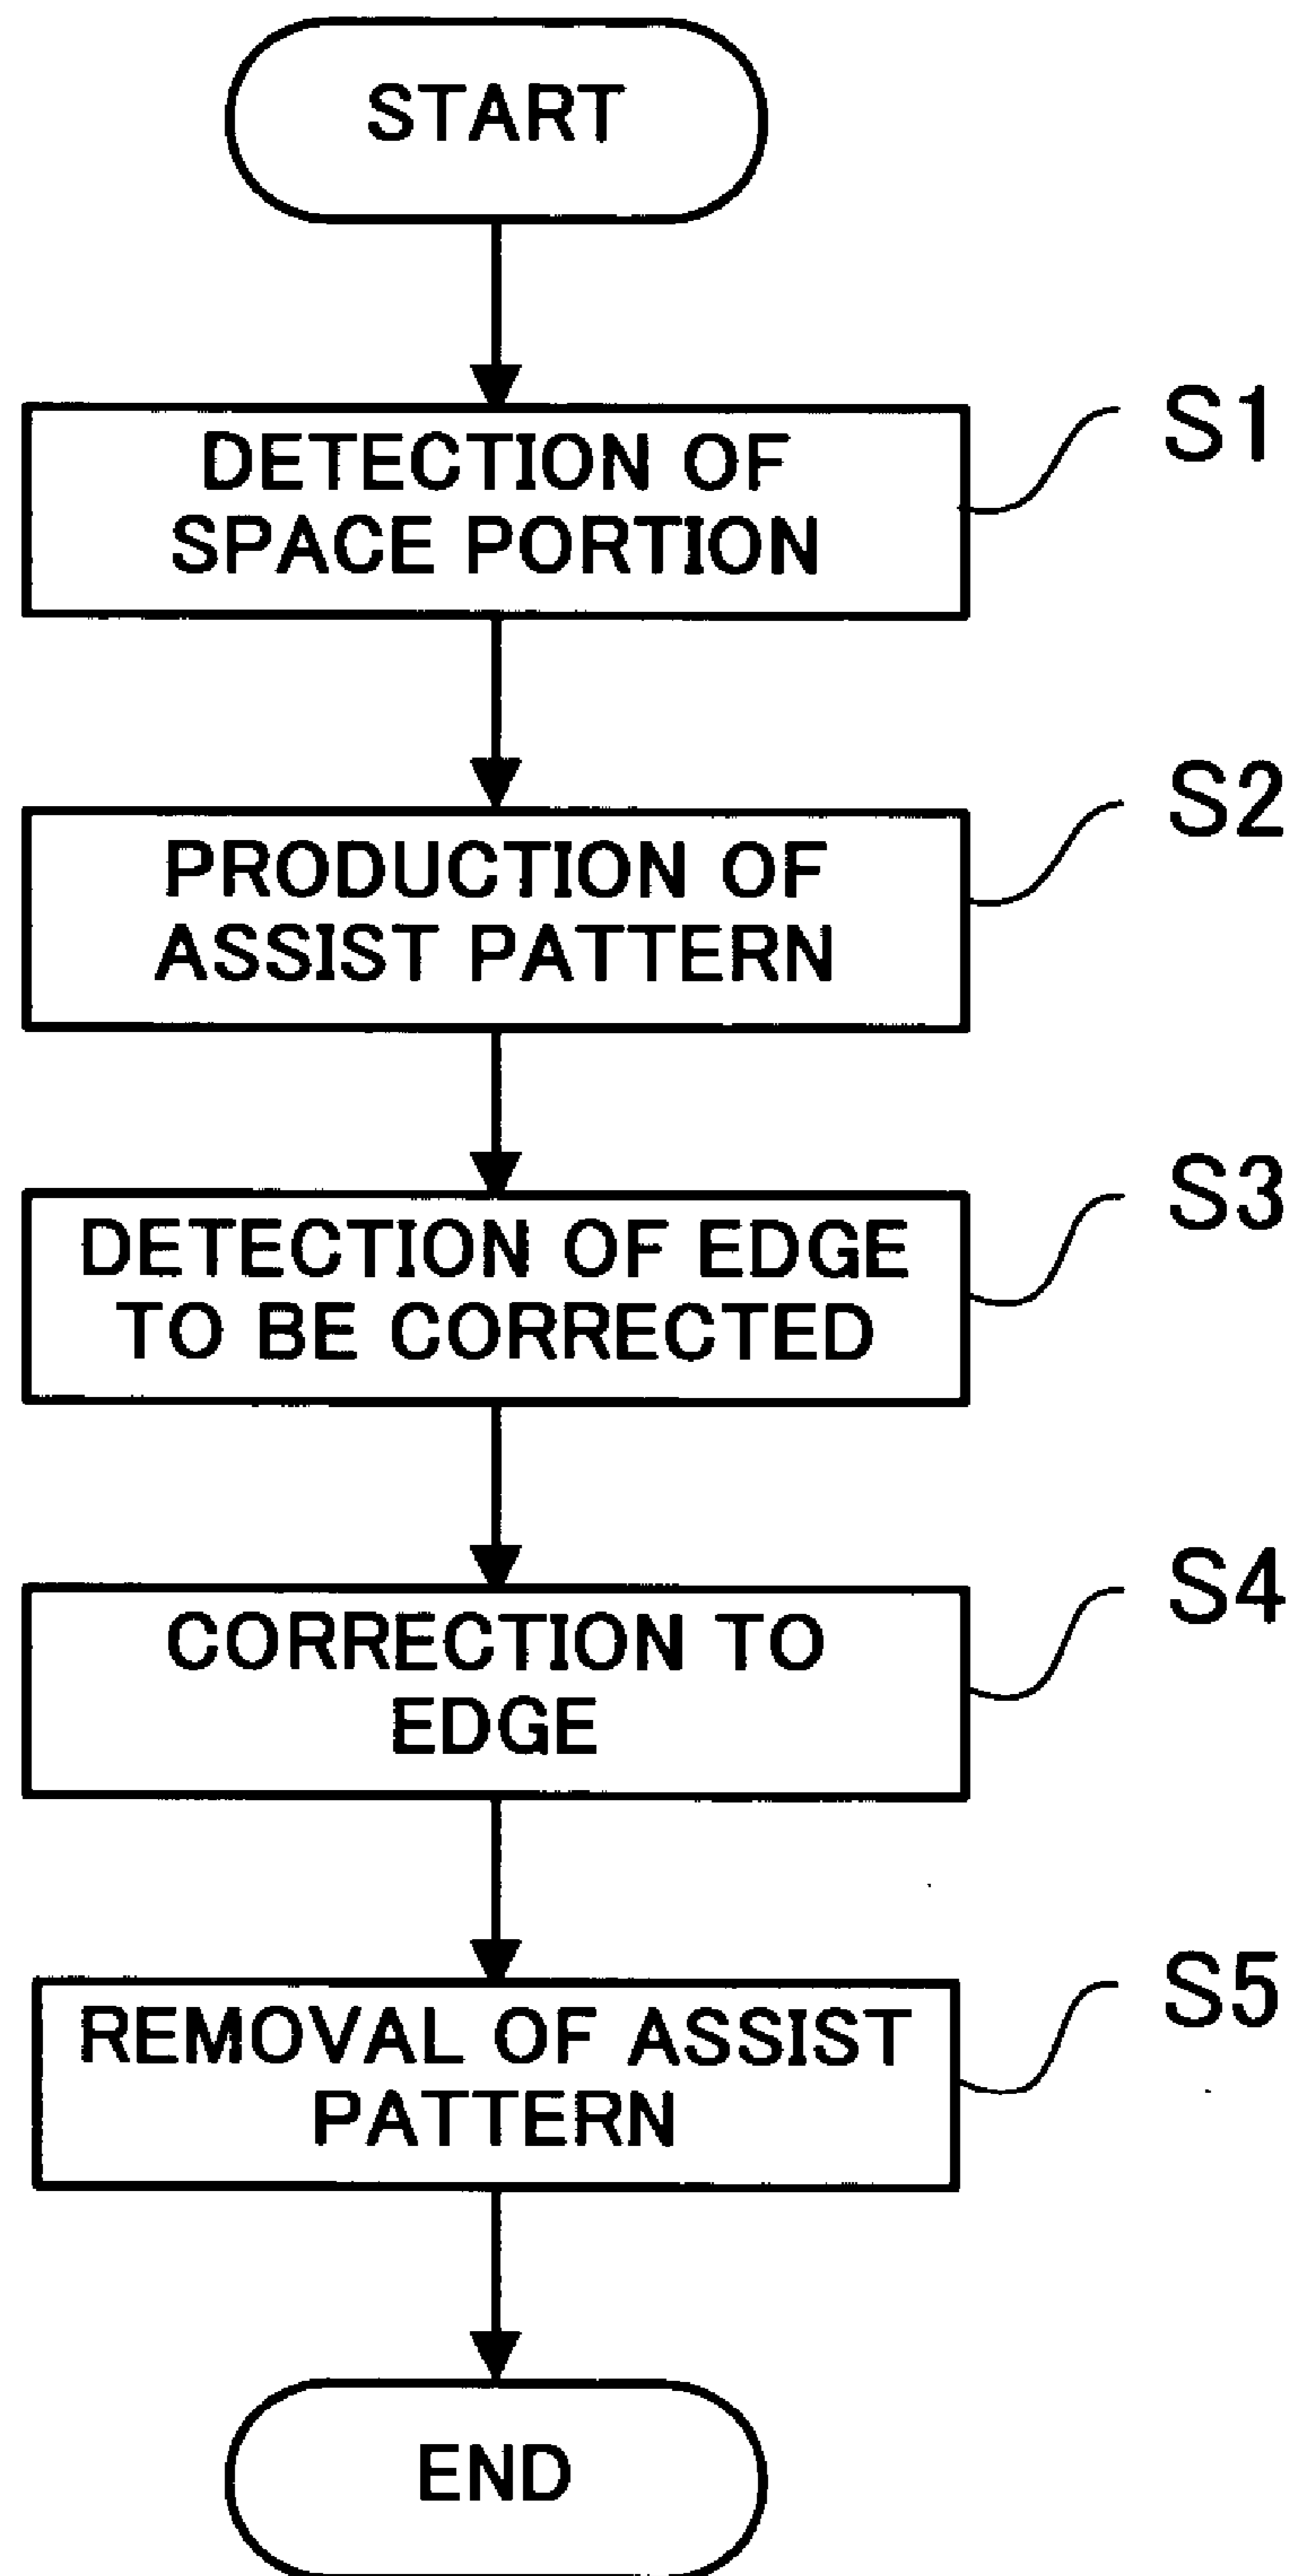 START
DETECTION OF
SPACE PORTION
S1
PRODUCTION OF
ASSIST PATTERN
S2
DETECTION OF EDGE
TO BE CORRECTED
S3
CORRECTION TO
EDGE
S4
REMOVAL OF ASSIST
PATTERN
S5
END